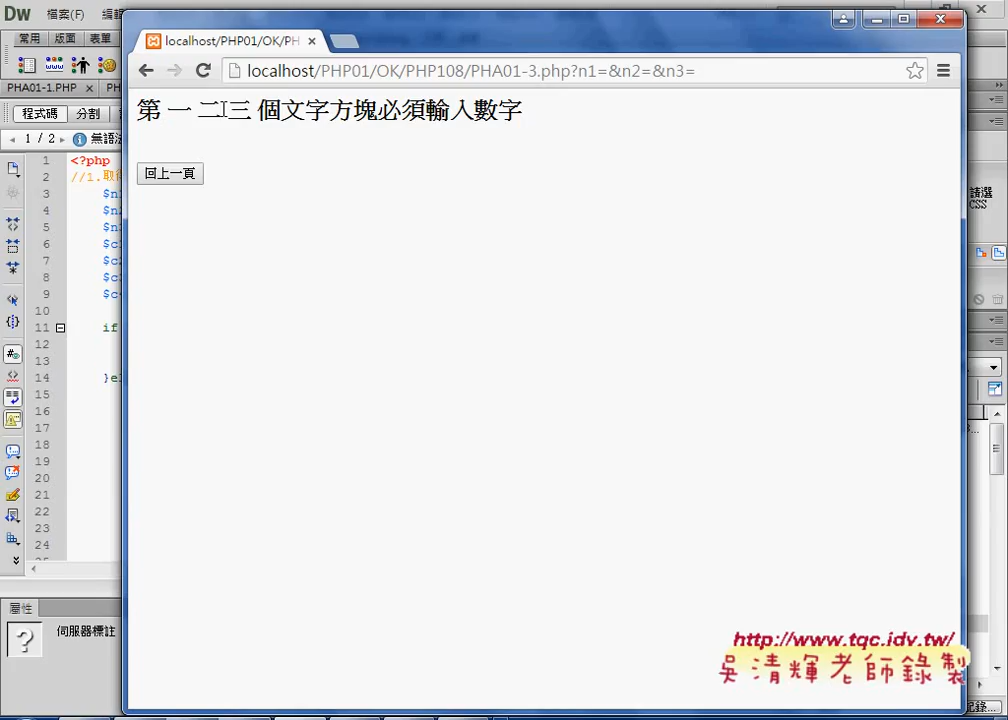 Dw 檔案(F) 編輯
常用 版面 表單
PHA01-1.PHP × PH
程式碼 分割
1 / 2 無語法
localhost/PHP01/OK/PH ×
localhost/PHP01/OK/PHP108/PHA01-3.php?n1=&n2=&n3=
第 一 二 三 個文字方塊必須輸入數字
回上一頁
1 <?php
2 //1.取得
3 $n
4 $n
5 $n
6 $c
7 $c
8 $c
9 $c
10
11 if
12
13
14 }e
15
16
17
18
19
20
21
22
23
24
請選
CSS
屬性
? 伺服器標註
http://www.tqc.idv.tw/
吳清輝老師錄製
記錄...